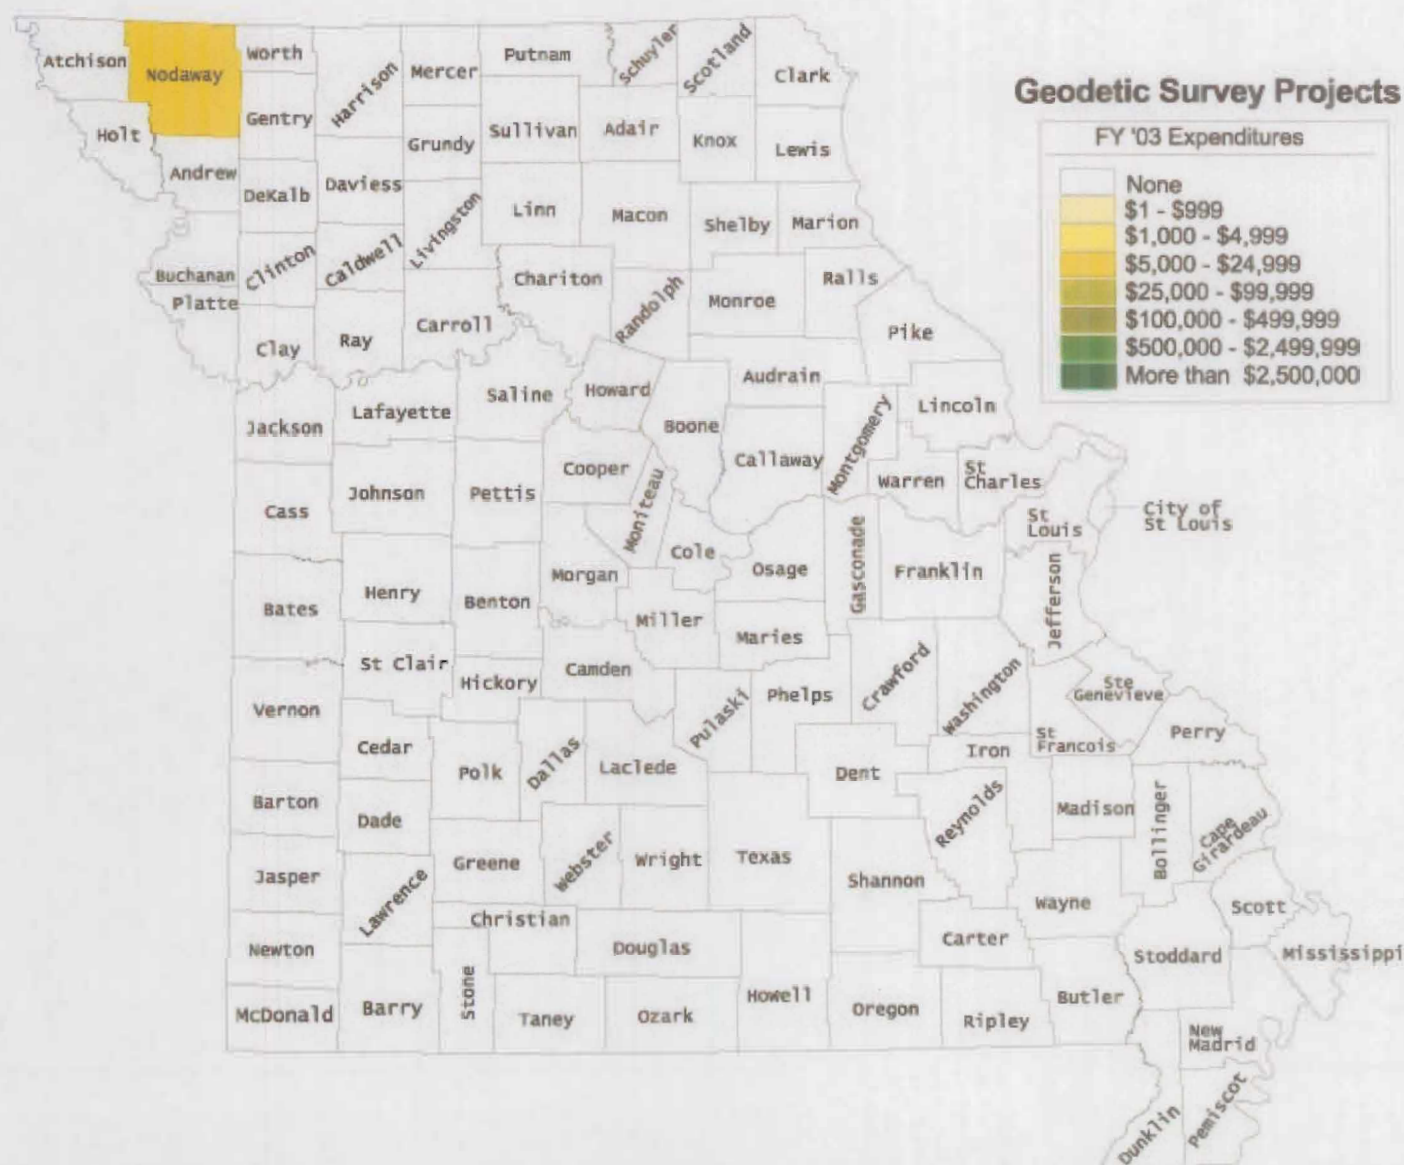 Geodetic Survey Projects
FY '03 Expenditures
None
$1 - $999
$1,000 - $4,999
$5,000 - $24,999
$25,000 - $99,999
$100,000 - $499,999
$500,000 - $2,499,999
More than $2,500,000
Atchison
Nodaway
Worth
Harrison
Mercer
Putnam
Schuyler
Scotland
Clark
Holt
Gentry
Grundy
Sullivan
Adair
Knox
Lewis
Andrew
DeKalb
Daviess
Livingston
Linn
Macon
Shelby
Marion
Buchanan
Clinton
Caldwell
Chariton
Randolph
Monroe
Ralls
Platte
Clay
Ray
Carroll
Pike
Jackson
Lafayette
Saline
Howard
Boone
Audrain
Callaway
Montgomery
Lincoln
Cass
Johnson
Pettis
Cooper
Moniteau
Cole
Warren
St
Charles
St
Louis
City of
St Louis
Bates
Henry
Benton
Morgan
Miller
Osage
Gasconade
Franklin
Jefferson
Maries
St Clair
Hickory
Camden
Pulaski
Phelps
Crawford
Washington
Ste
Genevieve
St
Francois
Perry
Vernon
Cedar
Polk
Dallas
Laclede
Dent
Iron
Reynolds
Madison
Bollinger
Cape
Girardeau
Barton
Dade
Greene
Webster
Wright
Texas
Shannon
Wayne
Scott
Jasper
Lawrence
Christian
Douglas
Howell
Carter
Stoddard
Mississippi
Newton
Stone
McDonald
Barry
Taney
Ozark
Oregon
Ripley
Butler
New
Madrid
Dunklin
Pemiscot